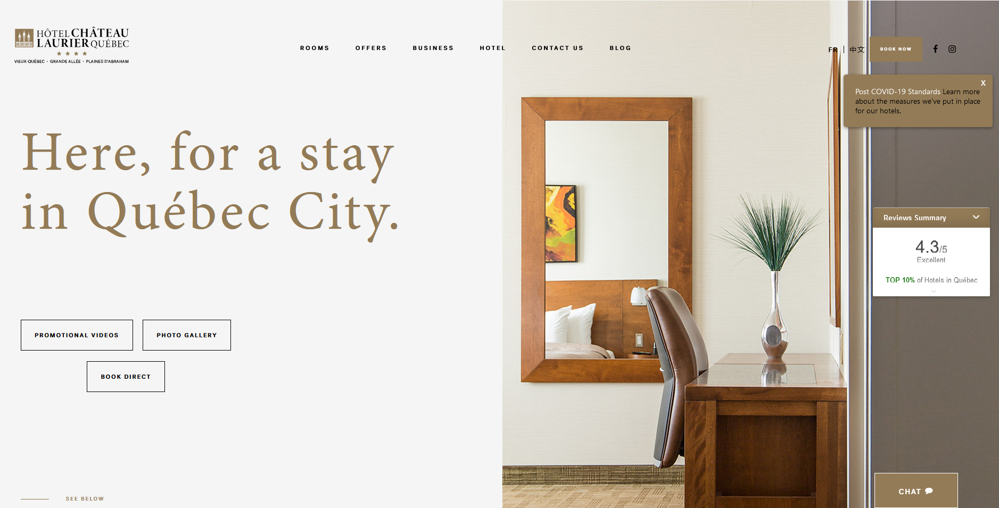 HÔTEL CHÂTEAU
LAURIER QUÉBEC
VIEUX-QUÉBEC · GRANDE ALLÉE · PLAINES D'ABRAHAM
ROOMS
OFFERS
BUSINESS
HOTEL
CONTACT US
BLOG
FR | 中文
BOOK NOW
X
Post COVID-19 Standards Learn more
about the measures we've put in place
for our hotels.
Here, for a stay
in Québec City.
Reviews Summary
4.3/5
Excellent
TOP 10% of Hotels in Québec
PROMOTIONAL VIDEOS
PHOTO GALLERY
BOOK DIRECT
SEE BELOW
CHAT